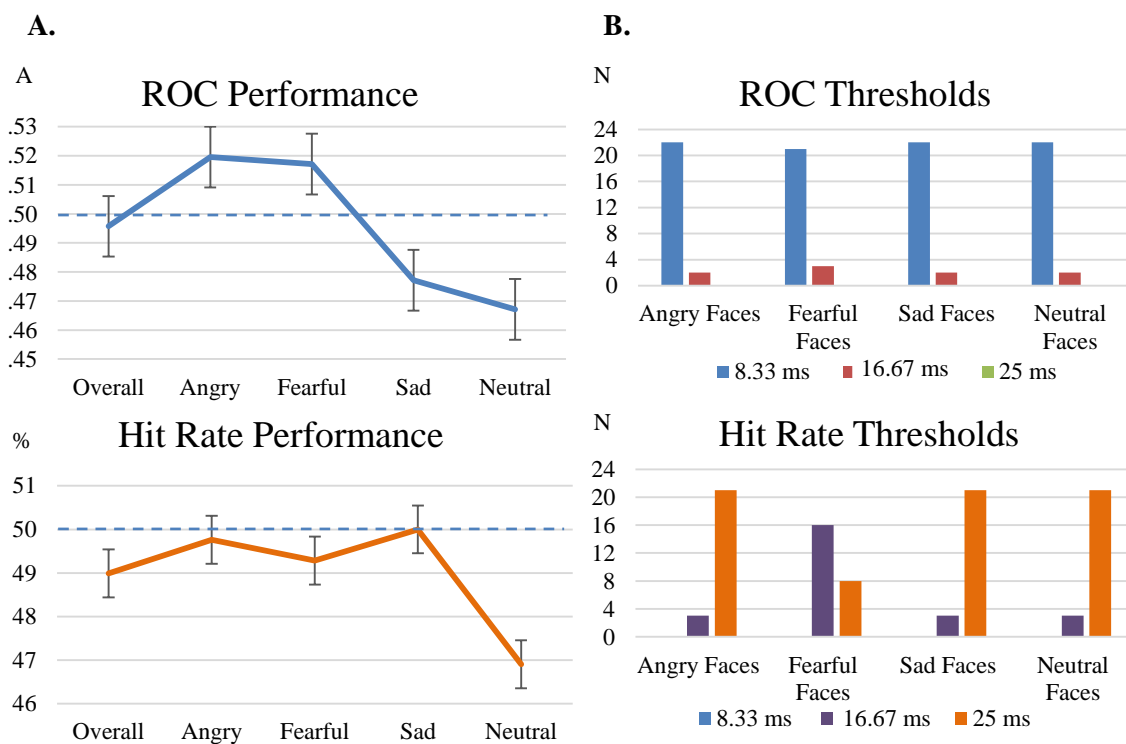 A.
A
ROC Performance
.53
.52
.51
.50
.49
.48
.47
.46
.45
Overall Angry Fearful Sad Neutral
%
Hit Rate Performance
51
50
49
48
47
46
Overall Angry Fearful Sad Neutral
B.
N
ROC Thresholds
24
20
16
12
8
4
0
Angry Faces Fearful Faces Sad Faces Neutral Faces
8.33 ms 16.67 ms 25 ms
N
Hit Rate Thresholds
24
20
16
12
8
4
0
Angry Faces Fearful Faces Sad Faces Neutral Faces
8.33 ms 16.67 ms 25 ms